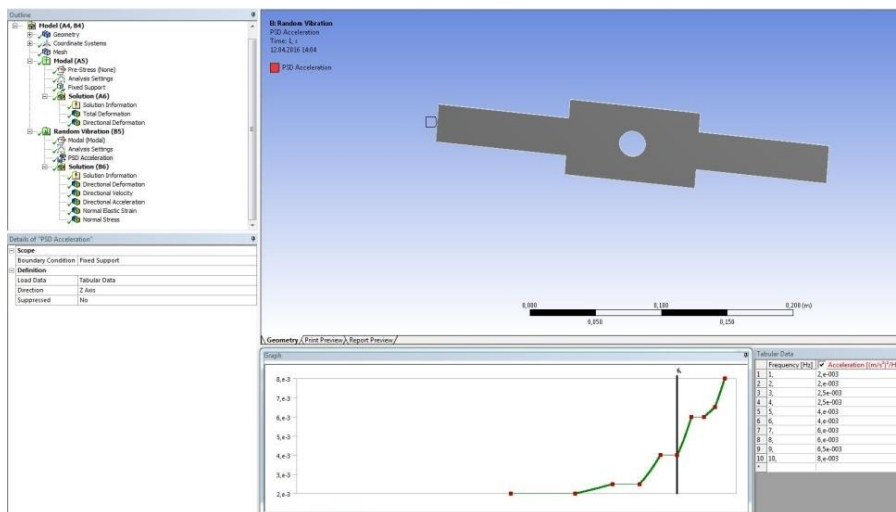 Outline
Model (A4, B4)
Geometry
Coordinate Systems
Mesh
Modal (A5)
Pre-Stress (None)
Analysis Settings
Fixed Support
Solution (A6)
Solution Information
Total Deformation
Directional Deformation
Random Vibration (B5)
Modal (Modal)
Analysis Settings
PSD Acceleration
Solution (B6)
Solution Information
Directional Deformation
Directional Velocity
Directional Acceleration
Normal Elastic Strain
Normal Stress
Details of "PSD Acceleration"
Scope
Boundary Condition Fixed Support
Definition
Load Data Tabular Data
Direction Z Axis
Suppressed No
B: Random Vibration
PSD Acceleration
Time: 1, s
12.04.2016 14:04
PSD Acceleration
0,000 0,100 0,200 (m)
0,050 0,150
Geometry Print Preview Report Preview
Graph
6,
8,e-3
7,e-3
6,e-3
5,e-3
4,e-3
3,e-3
2,e-3
Tabular Data
Frequency [Hz] Acceleration [(m/s²)²/H
1 1, 2,e-003
2 2, 2,e-003
3 3, 2,5e-003
4 4, 2,5e-003
5 5, 4,e-003
6 6, 4,e-003
7 7, 6,e-003
8 8, 6,e-003
9 9, 6,5e-003
10 10, 8,e-003
*